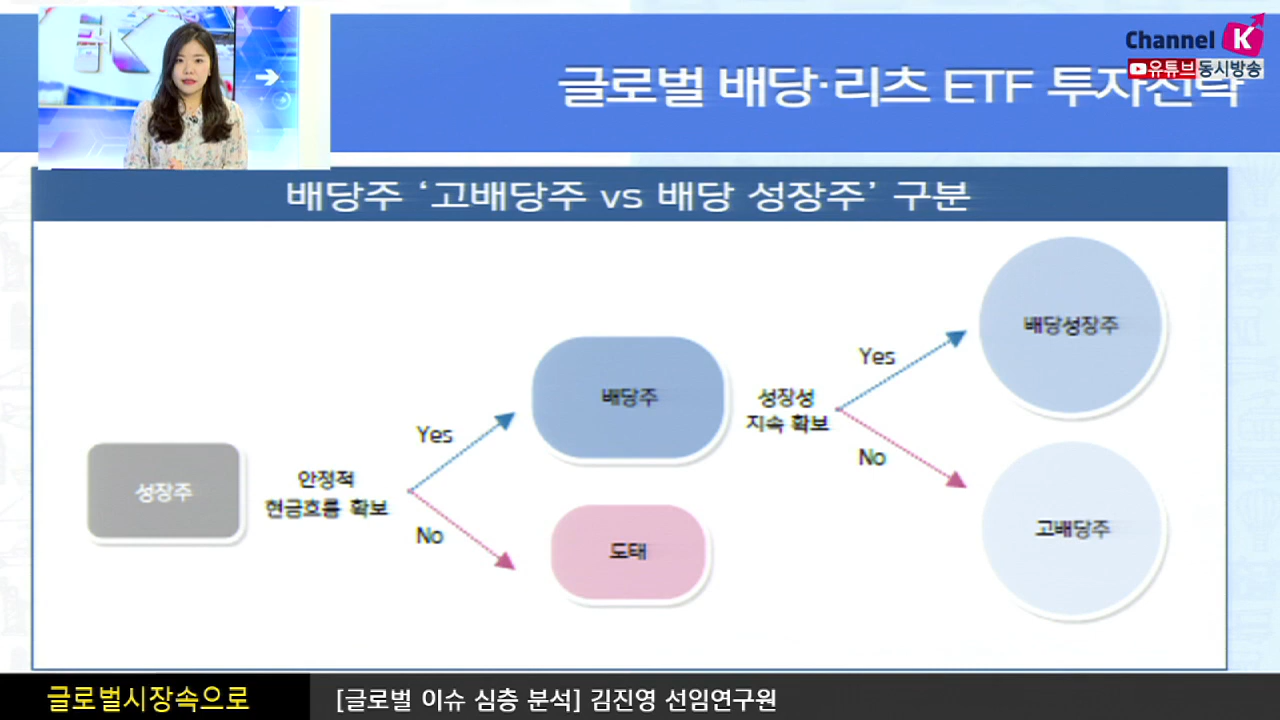 Channel K
유튜브동시방송
글로벌 배당·리츠 ETF 투자전략
배당주 ‘고배당주 vs 배당 성장주’ 구분
성장주
안정적
현금흐름 확보
Yes
No
배당주
도태
성장성
지속 확보
Yes
No
배당성장주
고배당주
글로벌시장속으로
[글로벌 이슈 심층 분석] 김진영 선임연구원